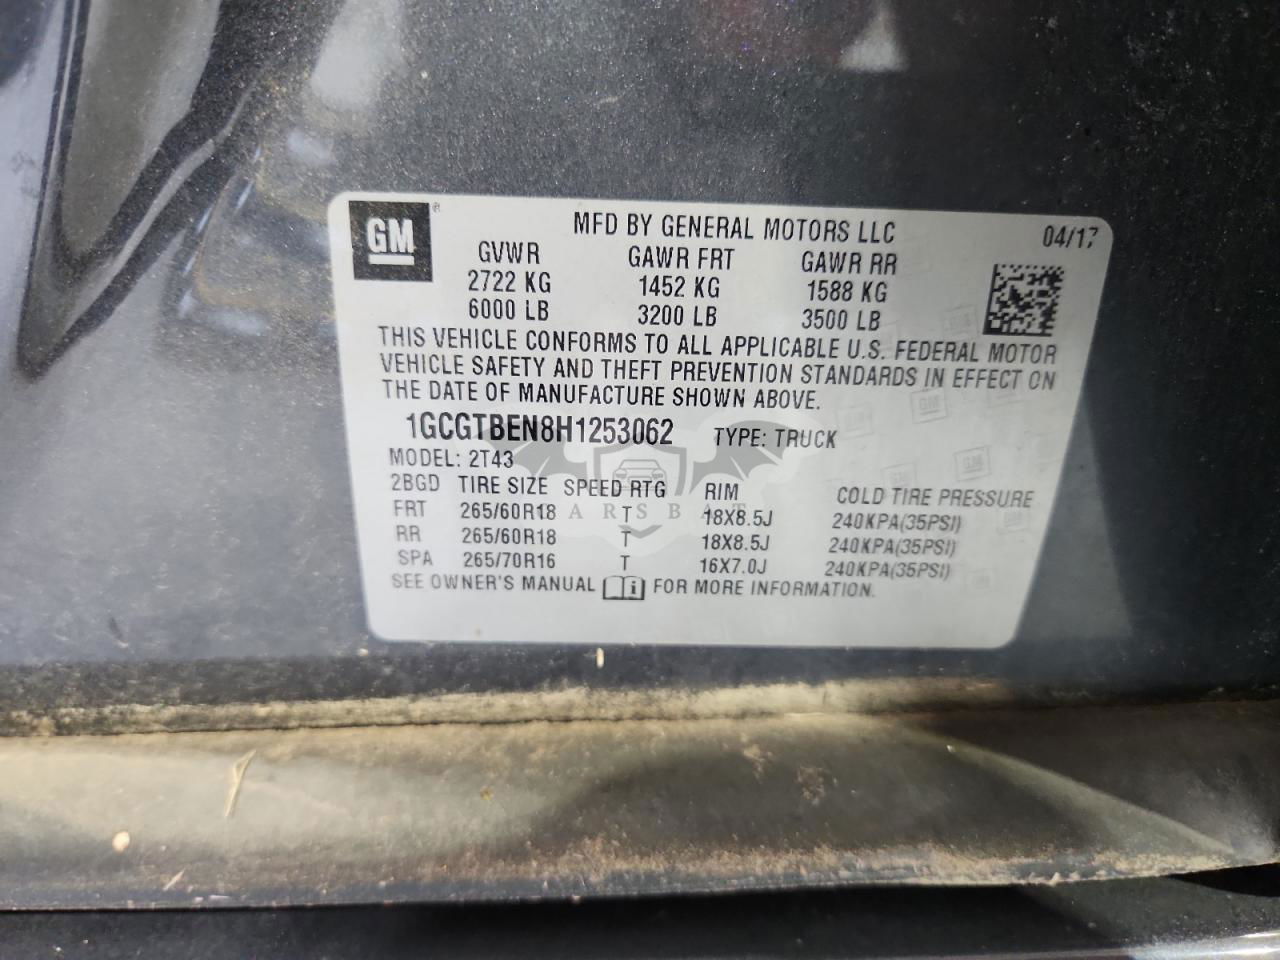 GM
MFD BY GENERAL MOTORS LLC
04/17
GVWR GAWR FRT GAWR RR
2722 KG 1452 KG 1588 KG
6000 LB 3200 LB 3500 LB
THIS VEHICLE CONFORMS TO ALL APPLICABLE U.S. FEDERAL MOTOR
VEHICLE SAFETY AND THEFT PREVENTION STANDARDS IN EFFECT ON
THE DATE OF MANUFACTURE SHOWN ABOVE.
1GCGTBEN8H1253062 TYPE: TRUCK
MODEL: 2T43
2BGD TIRE SIZE SPEED RTG RIM COLD TIRE PRESSURE
FRT 265/60R18 T 18X8.5J 240KPA(35PSI)
RR 265/60R18 T 18X8.5J 240KPA(35PSI)
SPA 265/70R16 T 16X7.0J 240KPA(35PSI)
SEE OWNER'S MANUAL FOR MORE INFORMATION.
ARSBAT